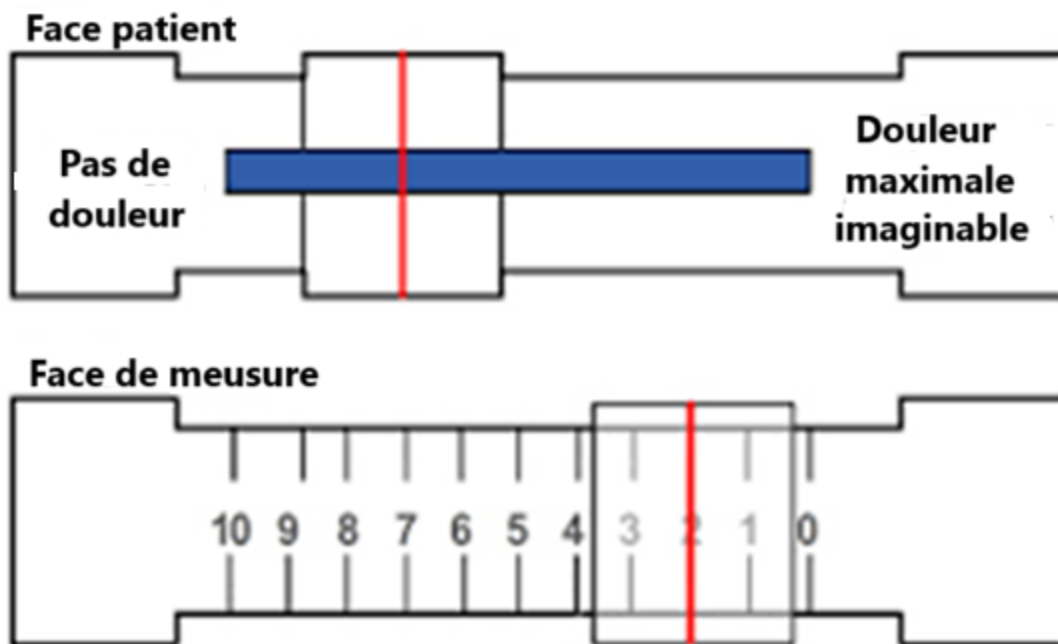 Face patient
Pas de
douleur
Douleur
maximale
imaginable
Face de meusure
10 9 8 7 6 5 4 3 2 1 0